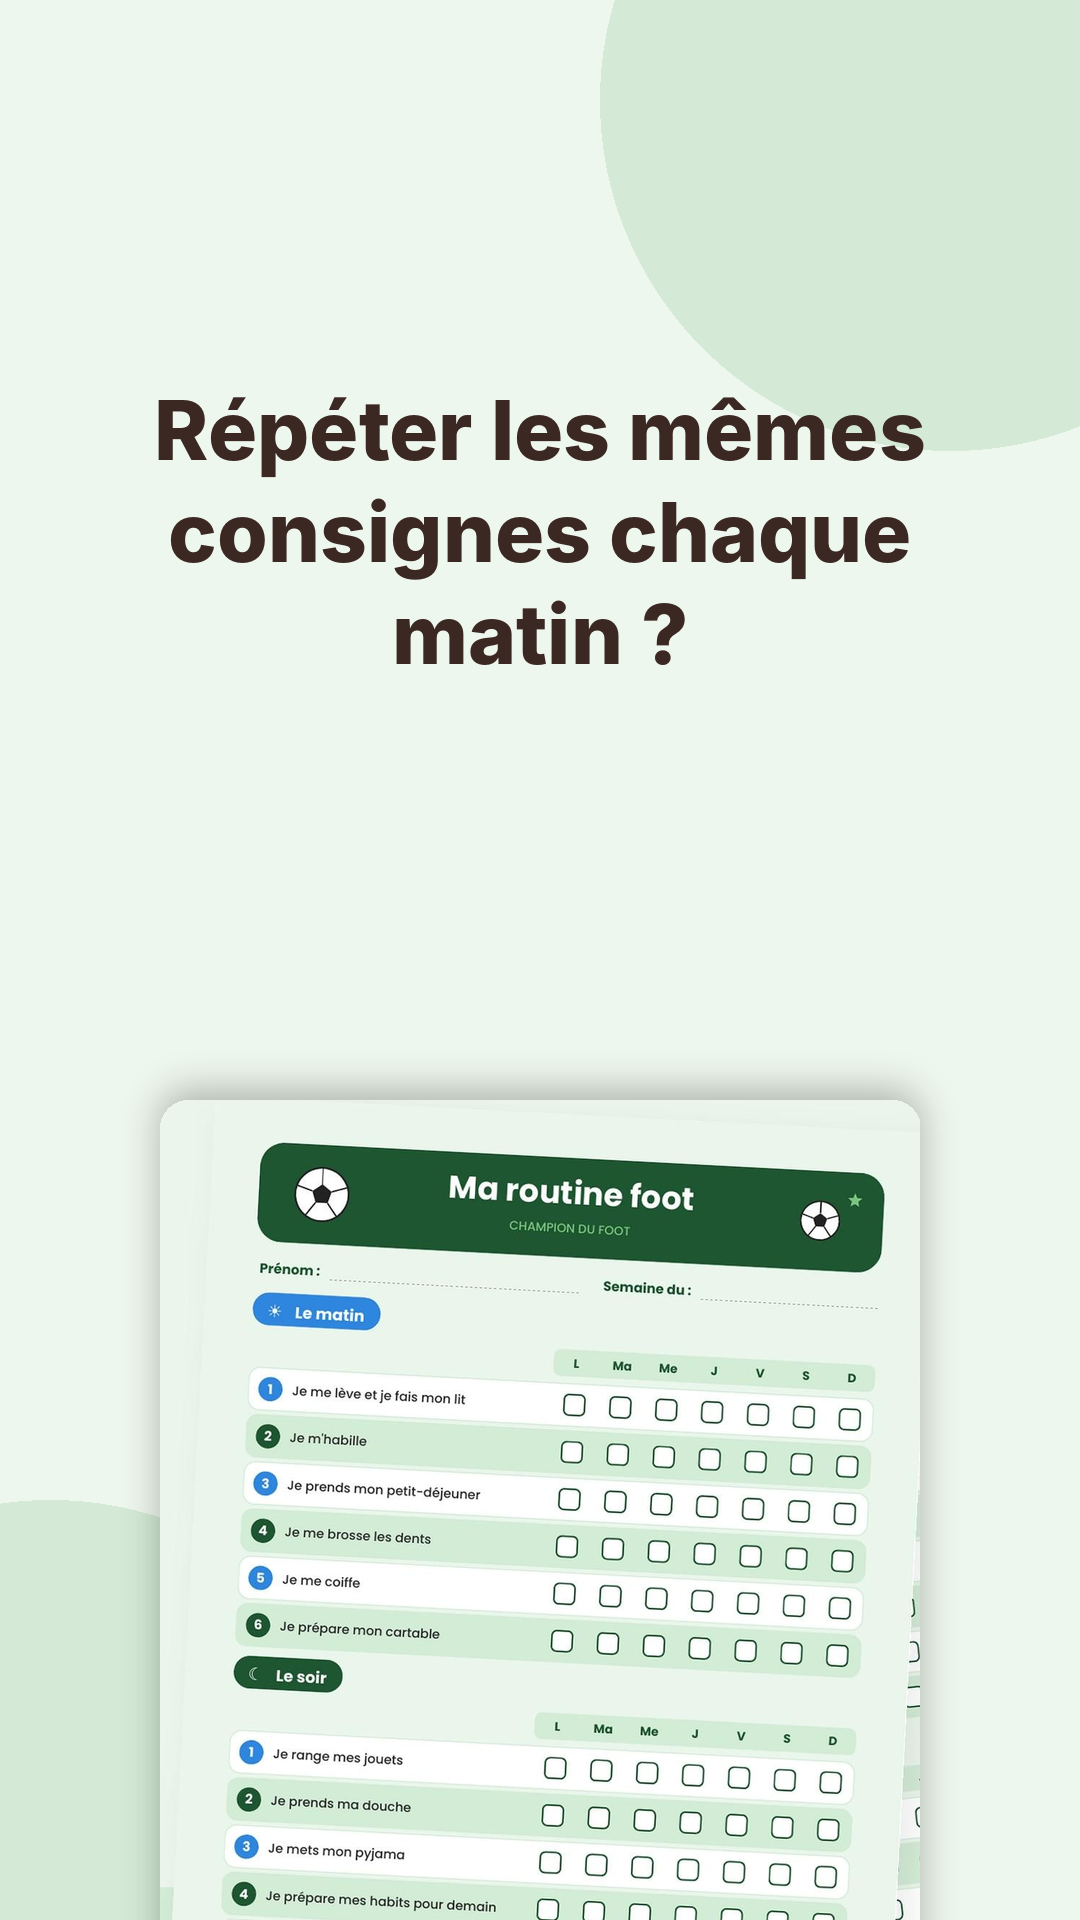 Répéter les mêmes
consignes chaque
matin ?
Ma routine foot
CHAMPION DU FOOT
Prénom :
Semaine du :
Le matin
L Ma Me J V S D
1 Je me lève et je fais mon lit
2 Je m'habille
3 Je prends mon petit-déjeuner
4 Je me brosse les dents
5 Je me coiffe
6 Je prépare mon cartable
Le soir
L Ma Me J V S D
1 Je range mes jouets
2 Je prends ma douche
3 Je mets mon pyjama
4 Je prépare mes habits pour demain